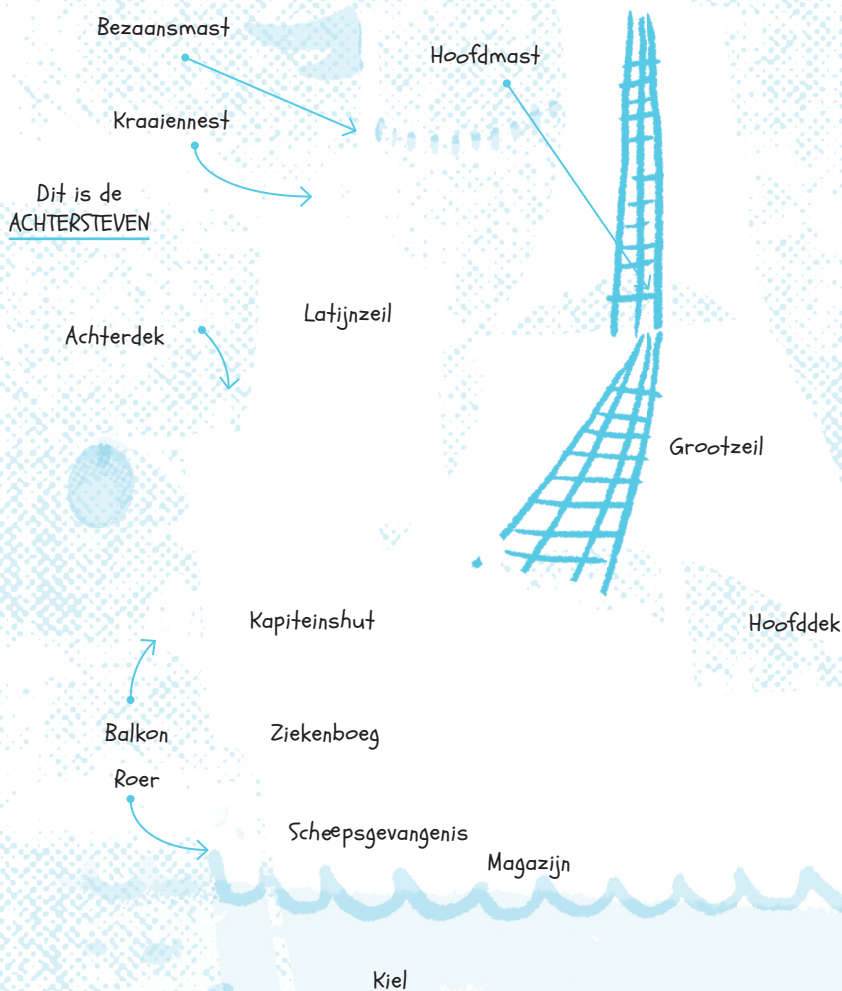 Bezaansmast
Hoofdmast
Kraaiennest
Dit is de
ACHTERSTEVEN
Latijnzeil
Achterdek
Grootzeil
Kapiteinshut
Hoofddek
Balkon
Ziekenboeg
Roer
Scheepsgevangenis
Magazijn
Kiel